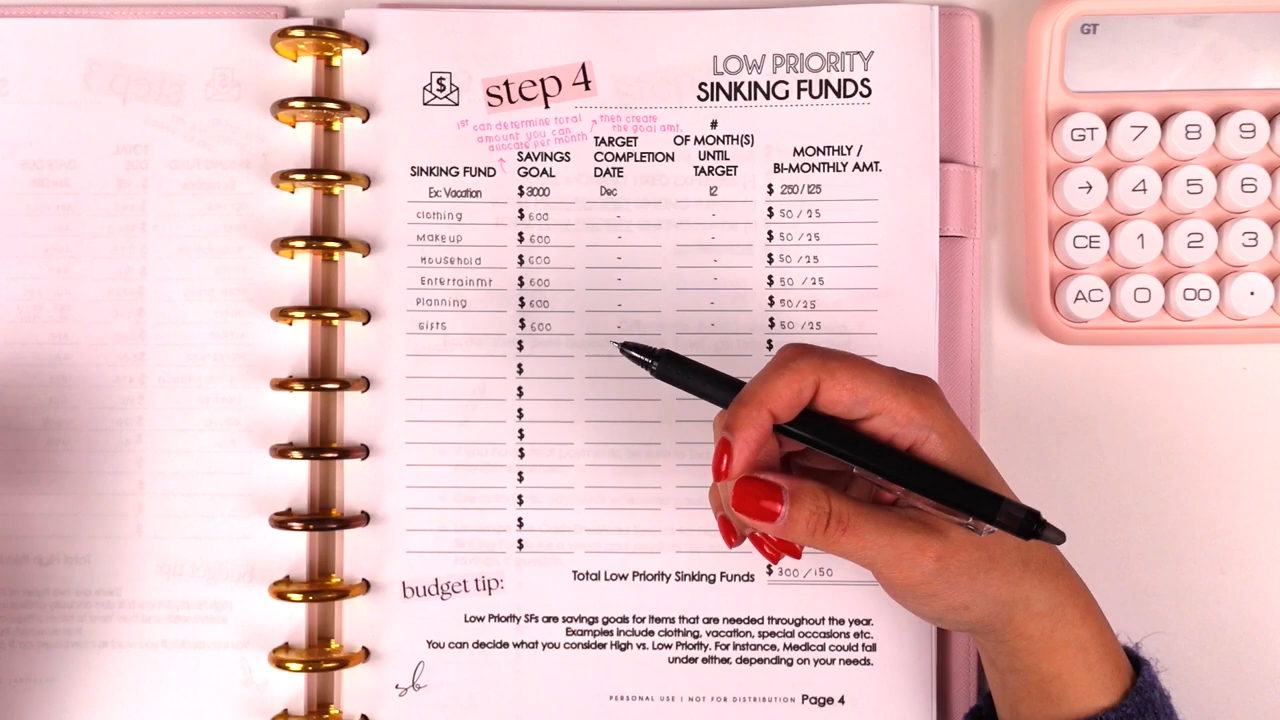 step 4
LOW PRIORITY
SINKING FUNDS
1st can determine total amount you can allocate per month
then create the goal amt.
SINKING FUND SAVINGS GOAL TARGET COMPLETION DATE # OF MONTH(S) UNTIL TARGET MONTHLY / BI-MONTHLY AMT.
Ex: Vacation $3000 Dec 12 $ 250/125
clothing $ 600 - - $ 50/25
Makeup $ 600 - - $ 50/25
Household $ 600 - - $ 50/25
Entertainmt $ 600 - - $ 50/25
Planning $ 600 - - $ 50/25
Gifts $ 600 - - $ 50/25
$ $
$
$
$
$
$
$
$
$
$
Total Low Priority Sinking Funds $ 300/150
budget tip:
Low Priority SFs are savings goals for items that are needed throughout the year.
Examples include clothing, vacation, special occasions etc.
You can decide what you consider High vs. Low Priority. For instance, Medical could fall
under either, depending on your needs.
sb
PERSONAL USE | NOT FOR DISTRIBUTION Page 4
GT
GT 7 8 9
→ 4 5 6
CE 1 2 3
AC 0 00 .